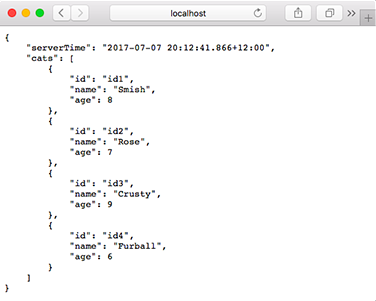 localhost
{
    "serverTime": "2017-07-07 20:12:41.866+12:00",
    "cats": [
        {
            "id": "id1",
            "name": "Smish",
            "age": 8
        },
        {
            "id": "id2",
            "name": "Rose",
            "age": 7
        },
        {
            "id": "id3",
            "name": "Crusty",
            "age": 9
        },
        {
            "id": "id4",
            "name": "Furball",
            "age": 6
        }
    ]
}